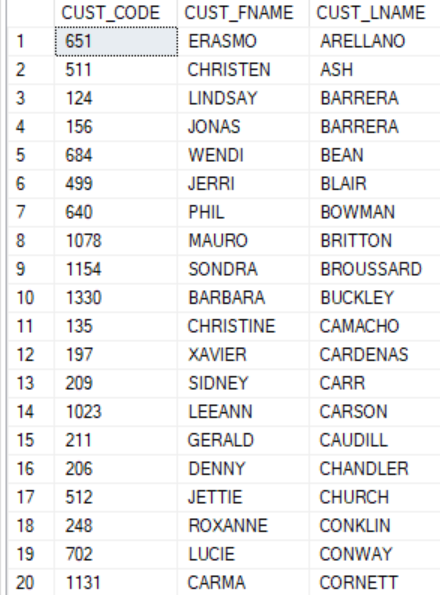 CUST_CODE CUST_FNAME CUST_LNAME
1 651 ERASMO ARELLANO
2 511 CHRISTEN ASH
3 124 LINDSAY BARRERA
4 156 JONAS BARRERA
5 684 WENDI BEAN
6 499 JERRI BLAIR
7 640 PHIL BOWMAN
8 1078 MAURO BRITTON
9 1154 SONDRA BROUSSARD
10 1330 BARBARA BUCKLEY
11 135 CHRISTINE CAMACHO
12 197 XAVIER CARDENAS
13 209 SIDNEY CARR
14 1023 LEEANN CARSON
15 211 GERALD CAUDILL
16 206 DENNY CHANDLER
17 512 JETTIE CHURCH
18 248 ROXANNE CONKLIN
19 702 LUCIE CONWAY
20 1131 CARMA CORNETT